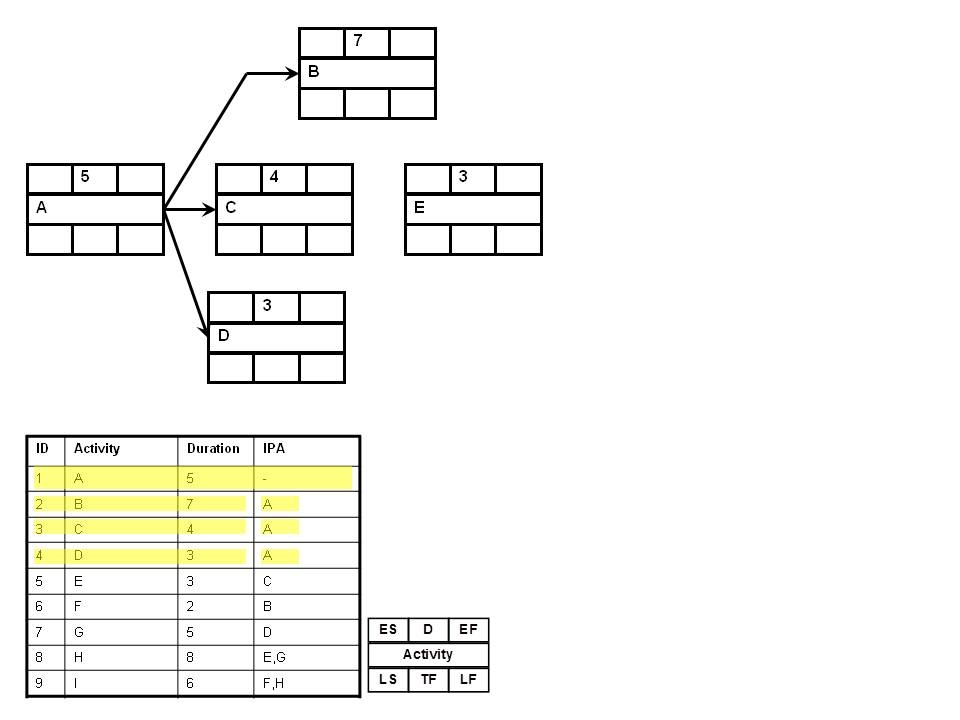 7
B
5
A
4
C
3
E
3
D
ID Activity Duration IPA
1 A 5 -
2 B 7 A
3 C 4 A
4 D 3 A
5 E 3 C
6 F 2 B
7 G 5 D
8 H 8 E,G
9 I 6 F,H
ES D EF
Activity
LS TF LF